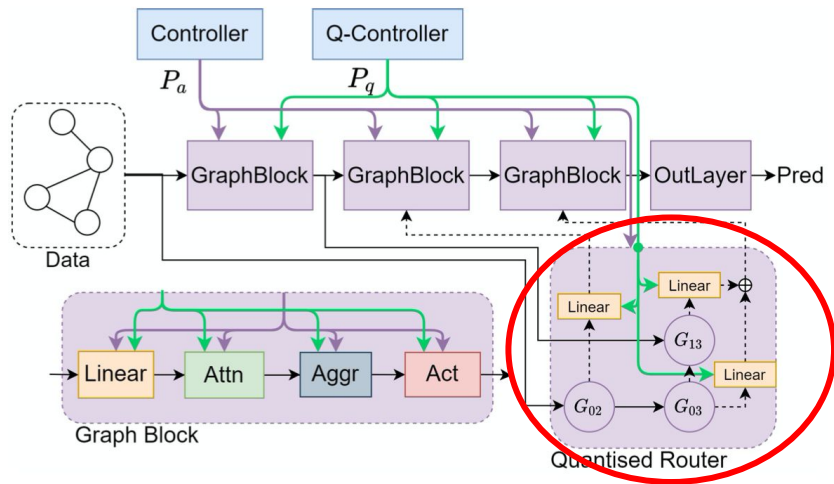 Controller
Q-Controller
P_a
P_q
GraphBlock
GraphBlock
GraphBlock
OutLayer
Pred
Data
Linear
Linear
G_13
Linear
G_02
G_03
Quantised Router
Linear
Attn
Aggr
Act
Graph Block